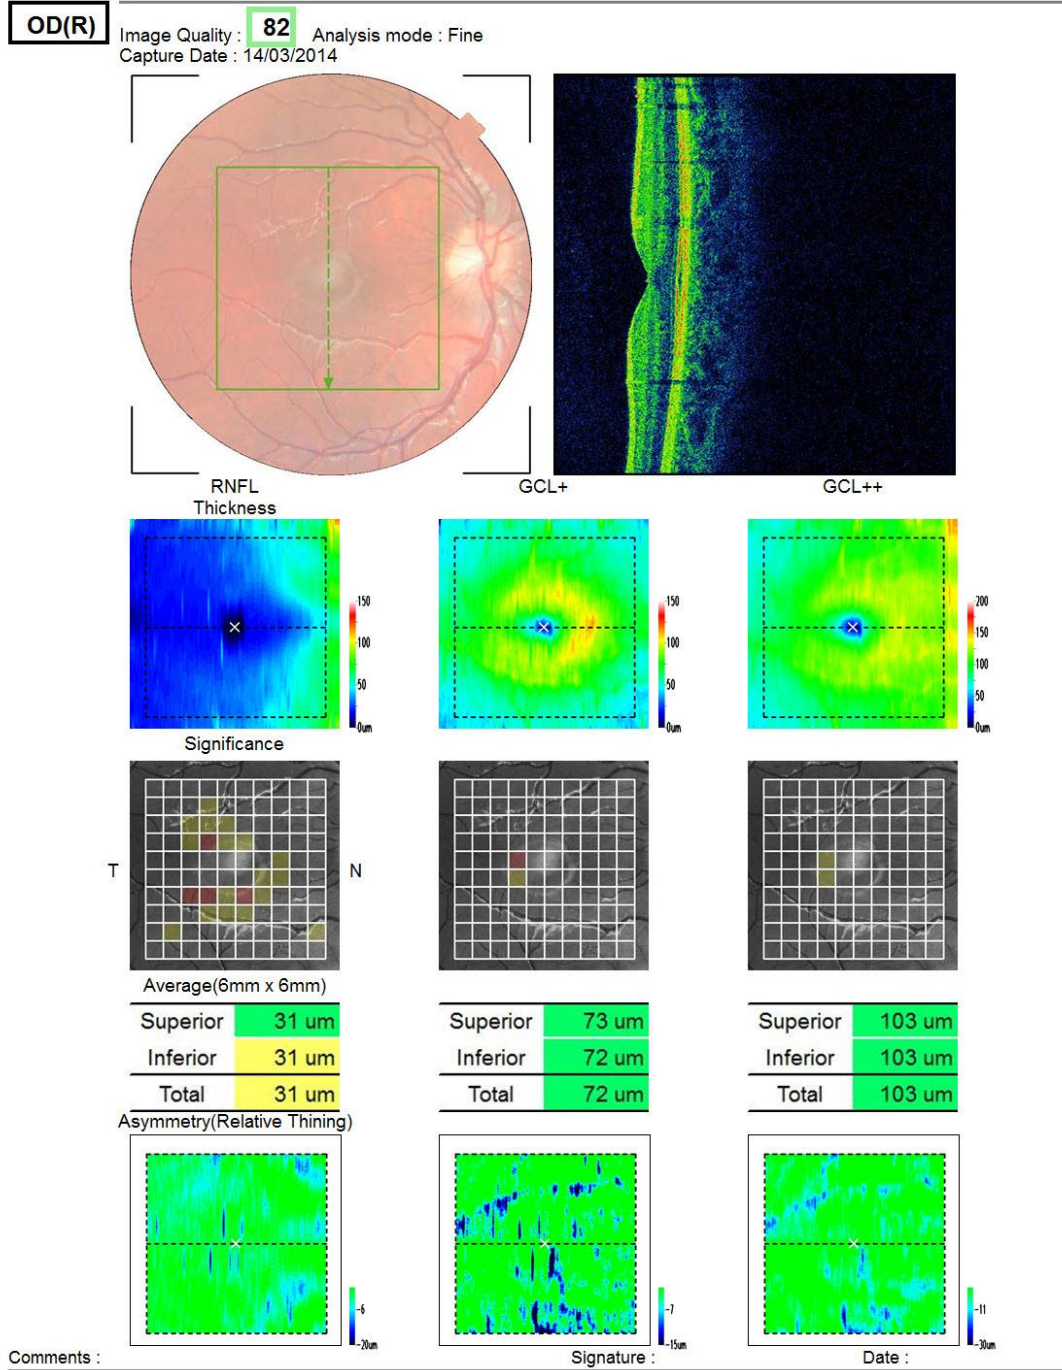 OD(R)
Image Quality : 82 Analysis mode : Fine
Capture Date : 14/03/2014
RNFL GCL+ GCL++
Thickness
150 150 200
100 100 150
50 50 100
0um 0um 50
0um
Significance
T N
Average(6mm x 6mm)
Superior 31 um Superior 73 um Superior 103 um
Inferior 31 um Inferior 72 um Inferior 103 um
Total 31 um Total 72 um Total 103 um
Asymmetry(Relative Thining)
-6 -7 -11
-20um -15um -30um
Comments : Signature : Date :